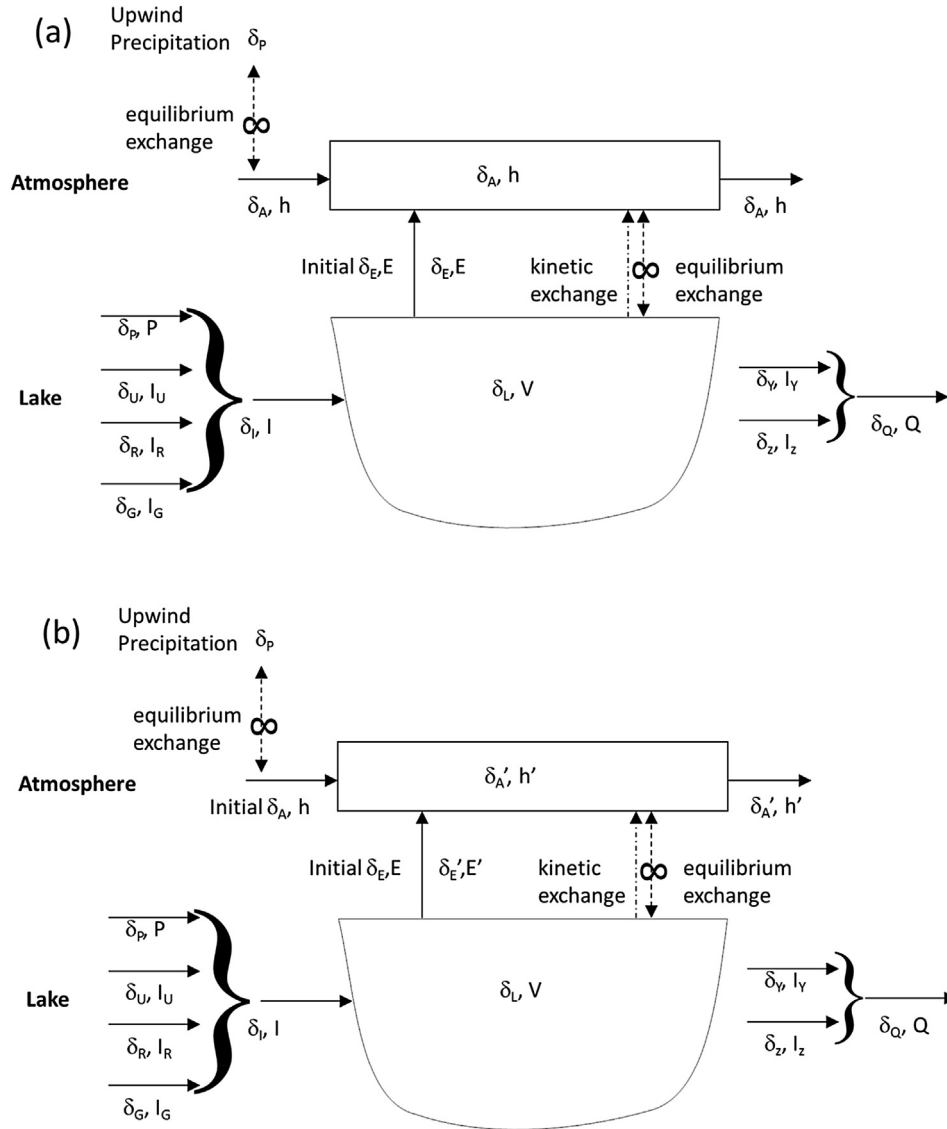 (a)
Upwind
Precipitation δP
equilibrium
exchange
∞
Atmosphere
δA, h
δA, h
δA, h
Initial δE,E
δE,E
kinetic
exchange
∞
equilibrium
exchange
Lake
δP, P
δU, IU
δR, IR
δG, IG
δI, I
δL, V
δY, IY
δz, Iz
δQ, Q
(b)
Upwind
Precipitation δP
equilibrium
exchange
∞
Atmosphere
Initial δA, h
δA’, h’
δA’, h’
Initial δE,E
δE’,E’
kinetic
exchange
∞
equilibrium
exchange
Lake
δP, P
δU, IU
δR, IR
δG, IG
δI, I
δL, V
δY, IY
δz, Iz
δQ, Q